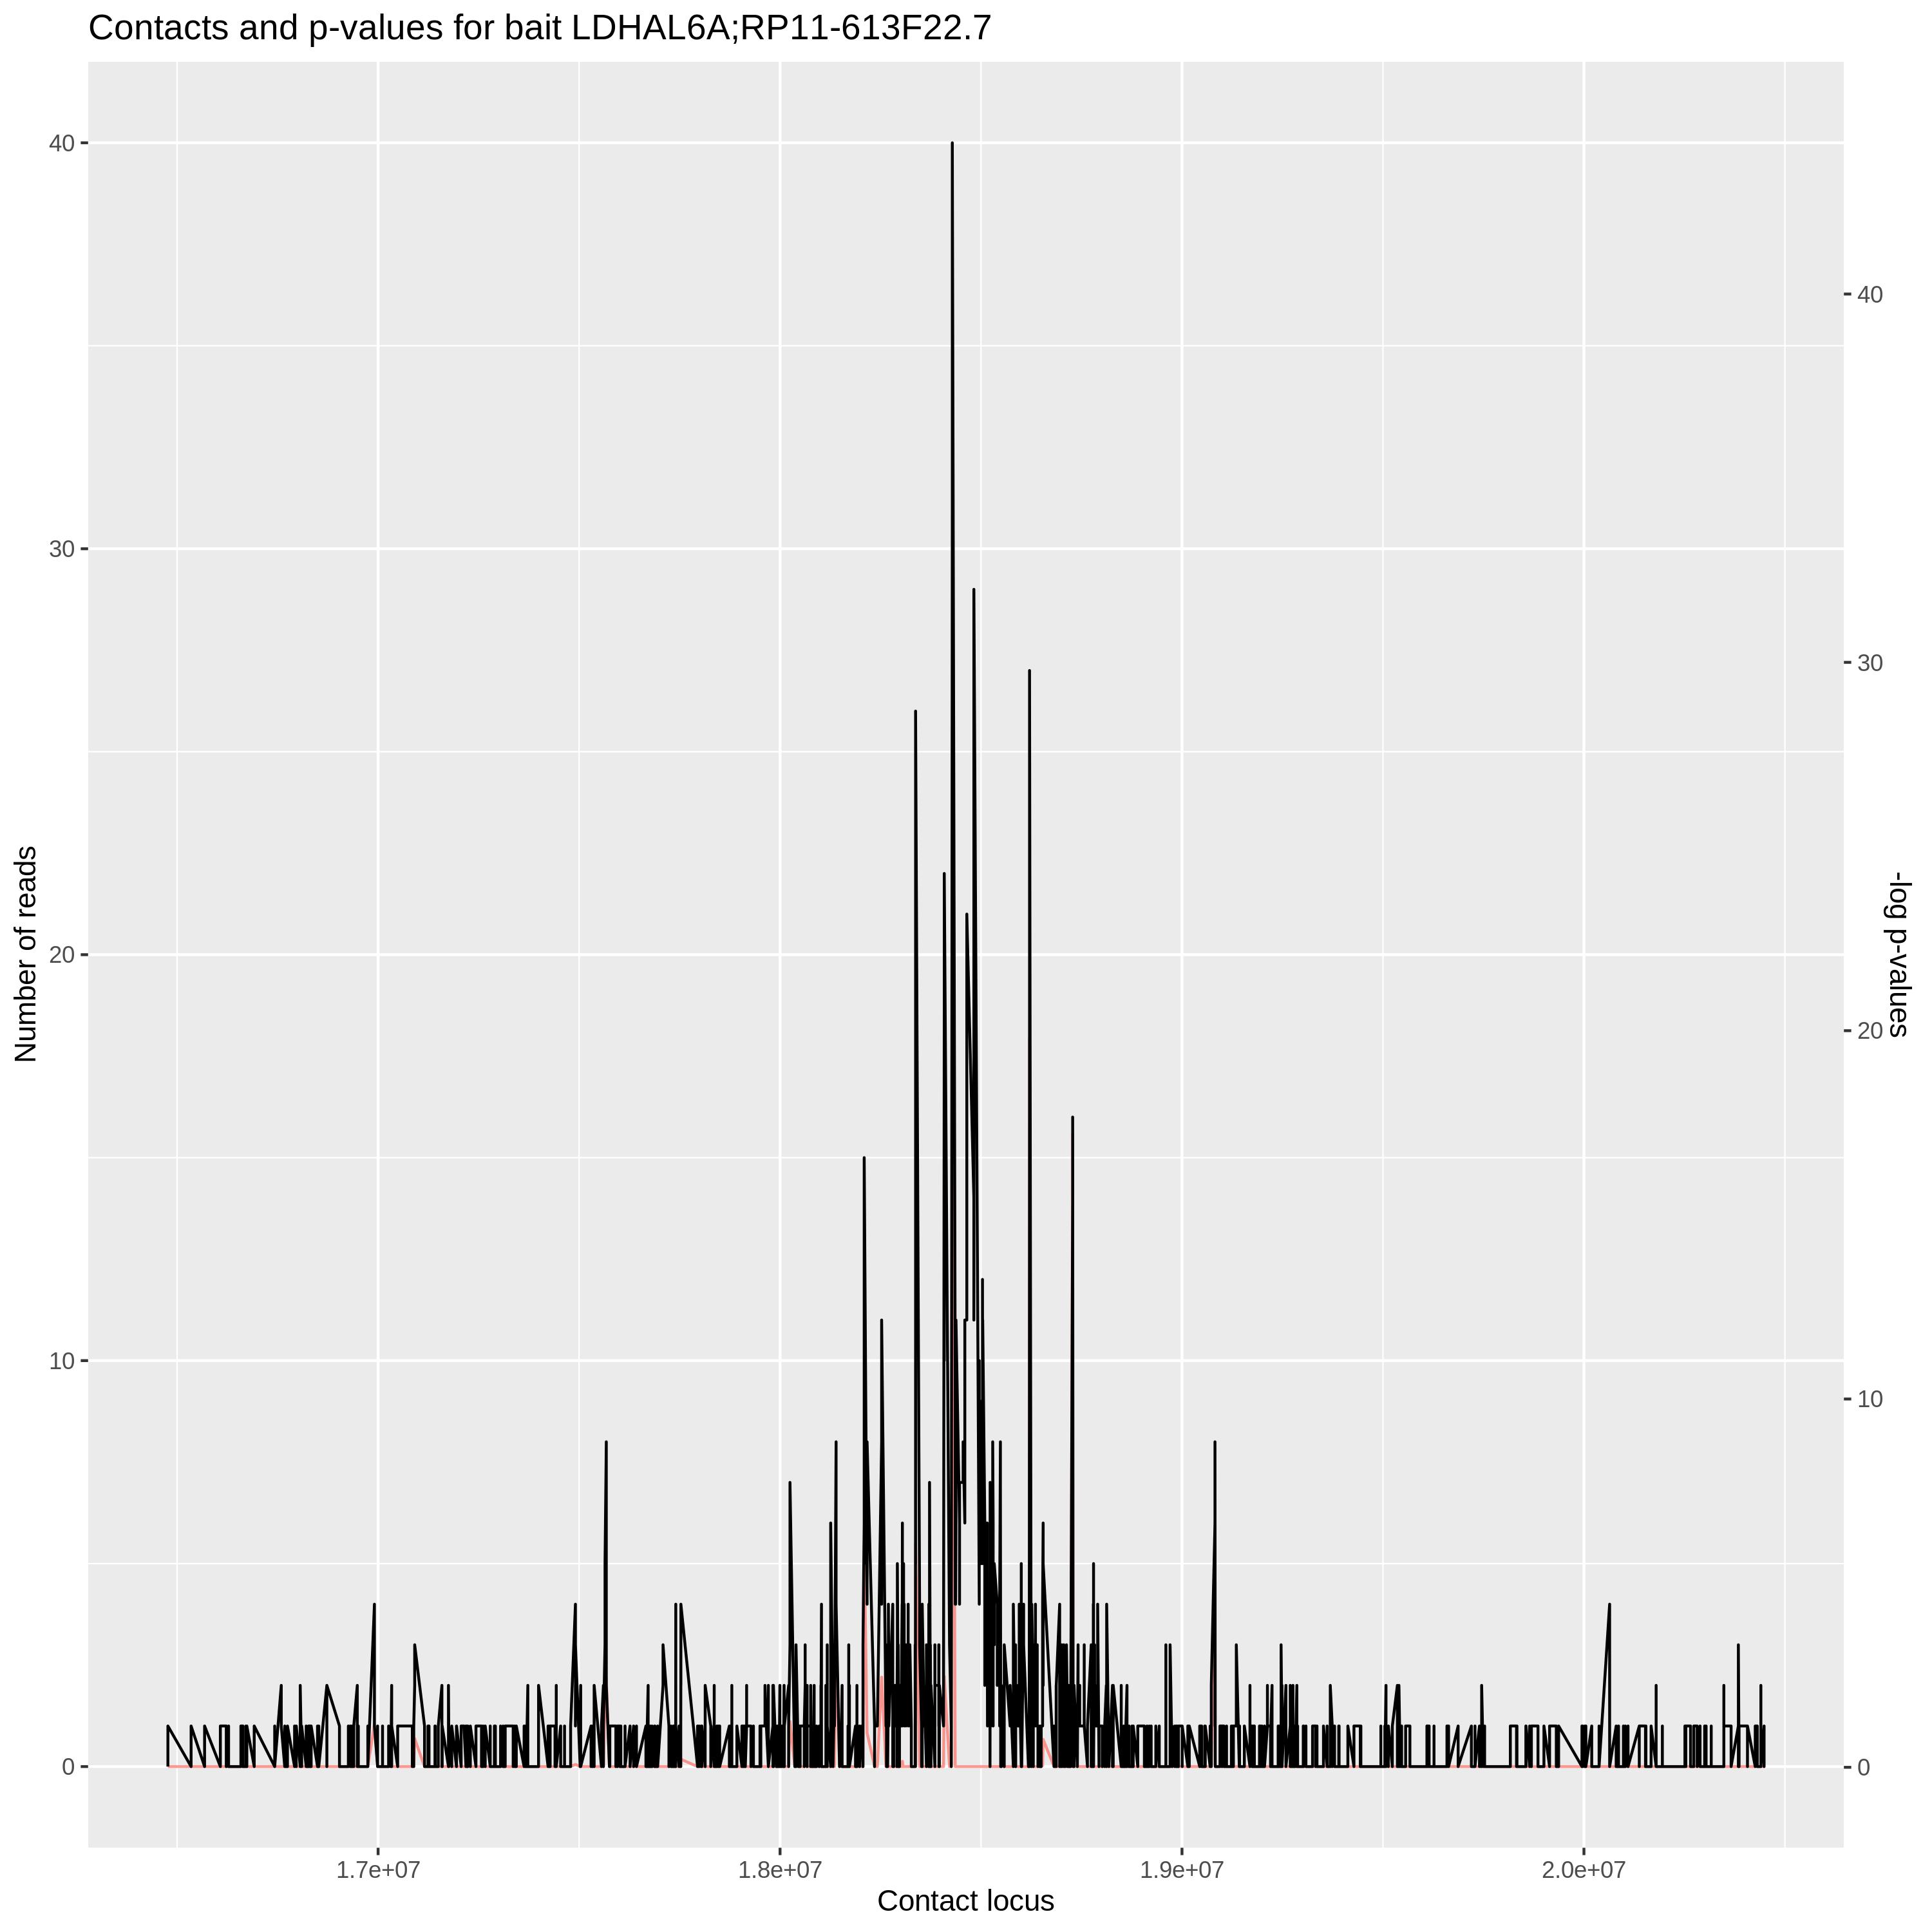 Contacts and p-values for bait LDHAL6A;RP11-613F22.7
40
30
20
10
0
Number of reads
40
30
20
10
0
-log p-values
1.7e+07 1.8e+07 1.9e+07 2.0e+07
Contact locus